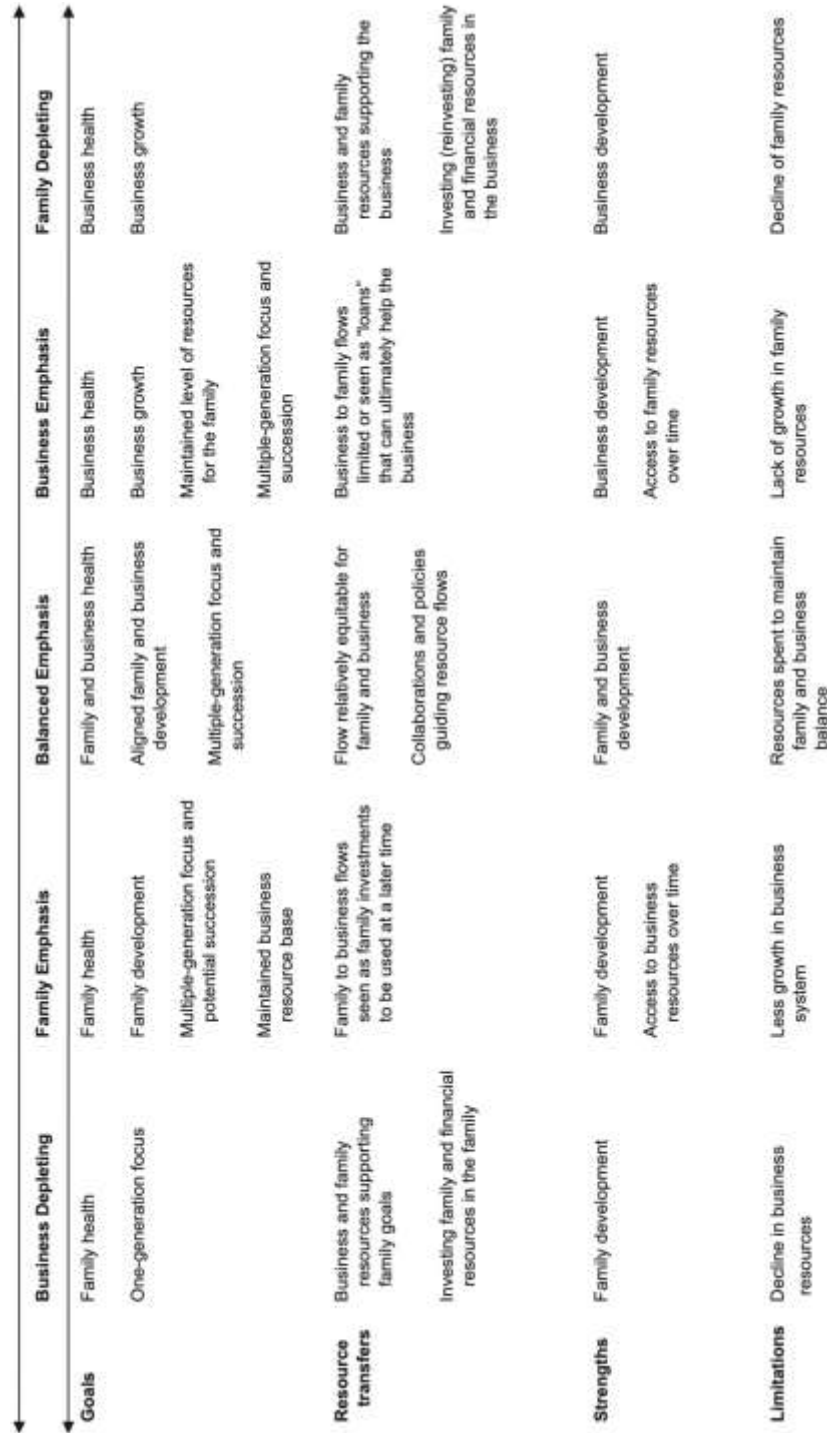 Business Depleting
Family Emphasis
Balanced Emphasis
Business Emphasis
Family Depleting
Goals
Family health
One-generation focus
Family health
Family development
Multiple-generation focus and
potential succession
Maintained business
resource base
Family and business health
Aligned family and business
development
Multiple-generation focus and
succession
Business health
Business growth
Maintained level of resources
for the family
Multiple-generation focus and
succession
Business health
Business growth
Resource
transfers
Business and family
resources supporting
family goals
Investing family and financial
resources in the family
Family to business flows
seen as family investments
to be used at a later time
Flow relatively equitable for
family and business
Collaborations and policies
guiding resource flows
Business to family flows
limited or seen as "loans"
that can ultimately help the
business
Business and family
resources supporting the
business
Investing (reinvesting) family
and financial resources in
the business
Strengths
Family development
Family development
Access to business
resources over time
Family and business
development
Business development
Access to family resources
over time
Business development
Limitations
Decline in business
resources
Less growth in business
system
Resources spent to maintain
family and business
balance
Lack of growth in family
resources
Decline of family resources